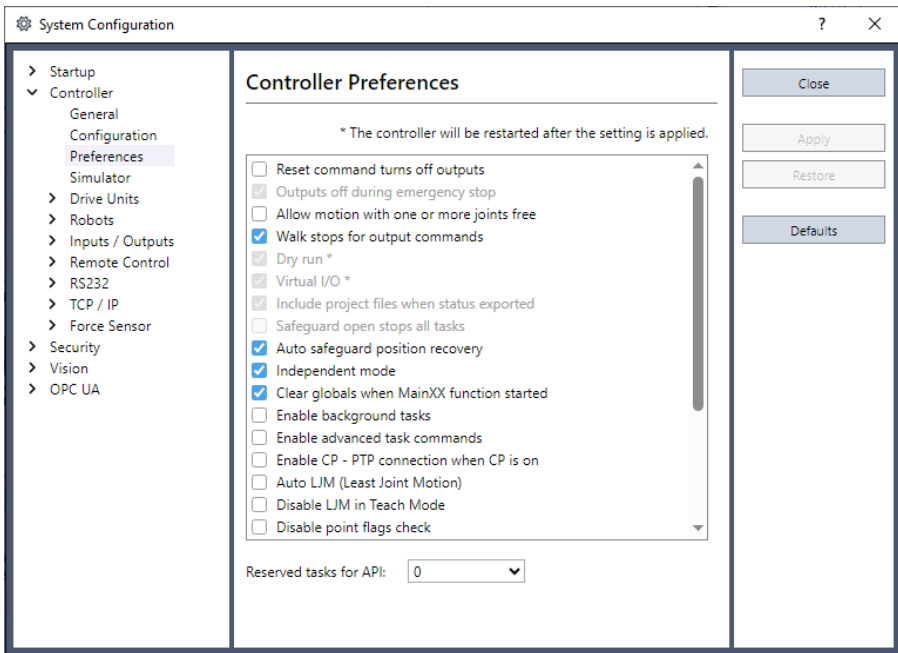 System Configuration
?
Startup
Controller
General
Configuration
Preferences
Simulator
Drive Units
Robots
Inputs / Outputs
Remote Control
RS232
TCP / IP
Force Sensor
Security
Vision
OPC UA
Controller Preferences
* The controller will be restarted after the setting is applied.
Reset command turns off outputs
Outputs off during emergency stop
Allow motion with one or more joints free
Walk stops for output commands
Dry run *
Virtual I/O *
Include project files when status exported
Safeguard open stops all tasks
Auto safeguard position recovery
Independent mode
Clear globals when MainXX function started
Enable background tasks
Enable advanced task commands
Enable CP - PTP connection when CP is on
Auto LJM (Least Joint Motion)
Disable LJM in Teach Mode
Disable point flags check
Reserved tasks for API: 0
Close
Apply
Restore
Defaults